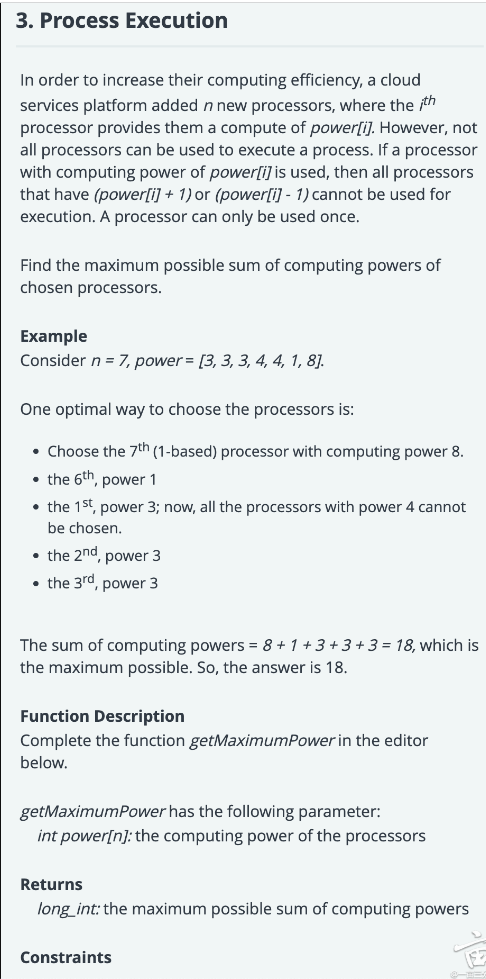 3. Process Execution
In order to increase their computing efficiency, a cloud
services platform added n new processors, where the ith
processor provides them a compute of power[i]. However, not
all processors can be used to execute a process. If a processor
with computing power of power[i] is used, then all processors
that have (power[i] + 1) or (power[i] - 1) cannot be used for
execution. A processor can only be used once.
Find the maximum possible sum of computing powers of
chosen processors.
Example
Consider n = 7, power = [3, 3, 3, 4, 4, 1, 8].
One optimal way to choose the processors is:
• Choose the 7th (1-based) processor with computing power 8.
• the 6th, power 1
• the 1st, power 3; now, all the processors with power 4 cannot
be chosen.
• the 2nd, power 3
• the 3rd, power 3
The sum of computing powers = 8 + 1 + 3 + 3 + 3 = 18, which is
the maximum possible. So, the answer is 18.
Function Description
Complete the function getMaximumPower in the editor
below.
getMaximumPower has the following parameter:
int power[n]: the computing power of the processors
Returns
long_int: the maximum possible sum of computing powers
Constraints